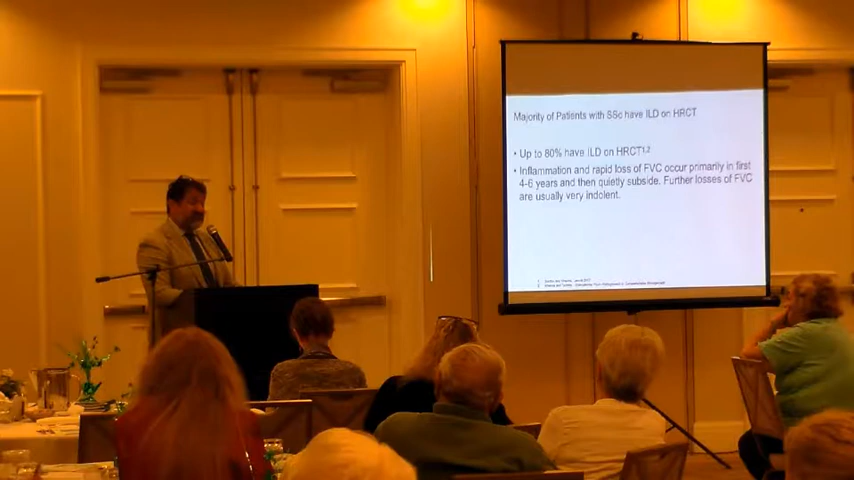 Majority of Patients with SSc have ILD on HRCT
• Up to 80% have ILD on HRCT1,2
• Inflammation and rapid loss of FVC occur primarily in first
4-6 years and then quietly subside. Further losses of FVC
are usually very indolent.